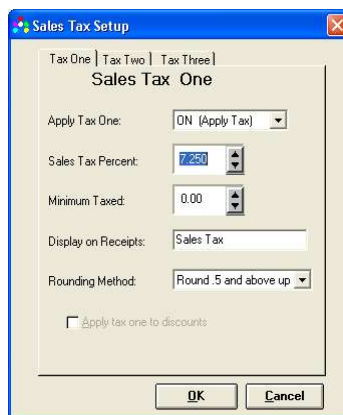 Sales Tax Setup
Tax One Tax Two Tax Three
Sales Tax One
Apply Tax One: ON (Apply Tax)
Sales Tax Percent: 7.250
Minimum Taxed: 0.00
Display on Receipts: Sales Tax
Rounding Method: Round .5 and above up
Apply tax one to discounts
OK Cancel